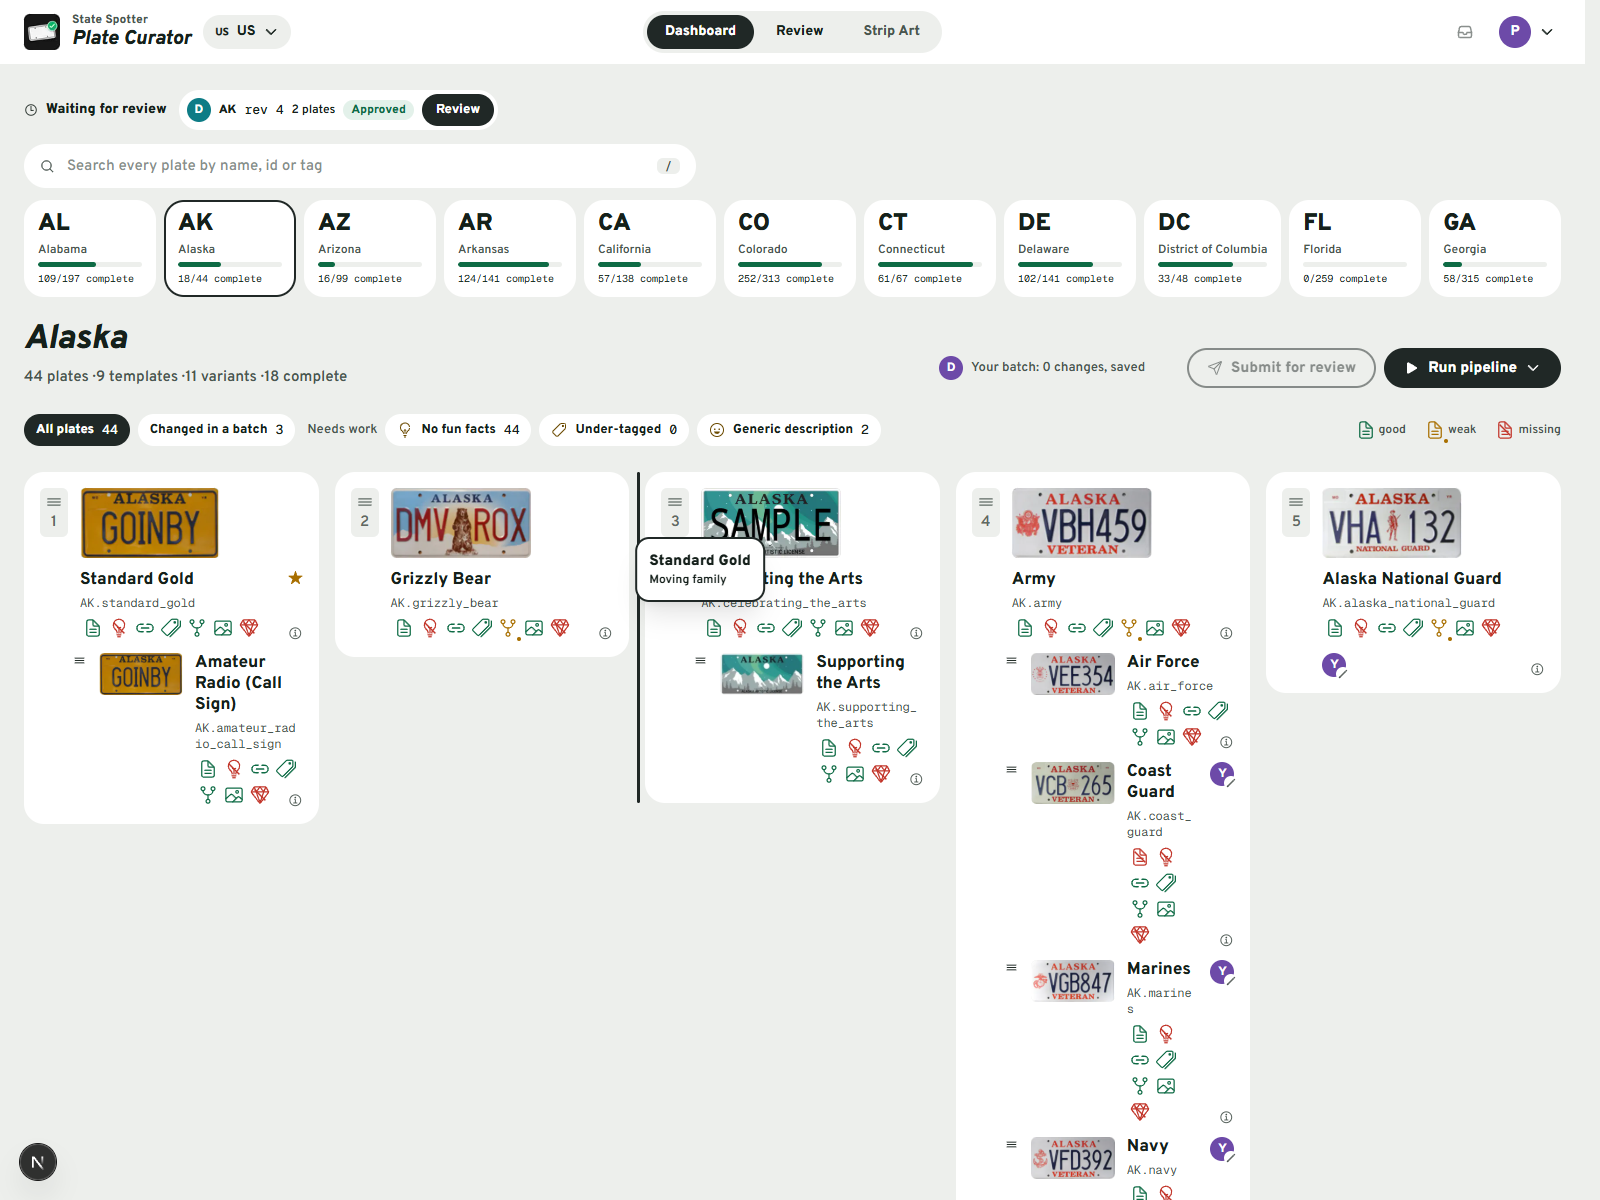 State Spotter
Plate Curator
US US
Dashboard
Review
Strip Art
P
Waiting for review
D AK rev 4 2 plates Approved Review
Search every plate by name, id or tag /
AL
Alabama
109/197 complete
AK
Alaska
18/44 complete
AZ
Arizona
16/99 complete
AR
Arkansas
124/141 complete
CA
California
57/138 complete
CO
Colorado
252/313 complete
CT
Connecticut
61/67 complete
DE
Delaware
102/141 complete
DC
District of Columbia
33/48 complete
FL
Florida
0/259 complete
GA
Georgia
58/315 complete
Alaska
44 plates ·9 templates ·11 variants ·18 complete
D Your batch: 0 changes, saved
Submit for review
Run pipeline
All plates 44
Changed in a batch 3
Needs work
No fun facts 44
Under-tagged 0
Generic description 2
good
weak
missing
1
ALASKA
GOINBY
Standard Gold
AK.standard_gold
ALASKA
GOINBY
Amateur
Radio (Call
Sign)
AK.amateur_rad
io_call_sign
2
ALASKA
DMV ROX
Grizzly Bear
AK.grizzly_bear
3
ALASKA
SAMPLE
Standard Gold
Moving family
ting the Arts
AK.celebrating_the_arts
ALASKA
Supporting
the Arts
AK.supporting_
the_arts
4
ALASKA
VBH459
VETERAN
Army
AK.army
ALASKA
VEE354
VETERAN
Air Force
AK.air_force
ALASKA
VCB 265
VETERAN
Coast
Guard
Y
AK.coast_
guard
ALASKA
VGB847
VETERAN
Marines
Y
AK.marine
s
ALASKA
VFD392
VETERAN
Navy
Y
AK.navy
5
ALASKA
VHA 132
NATIONAL GUARD
Alaska National Guard
AK.alaska_national_guard
Y
N